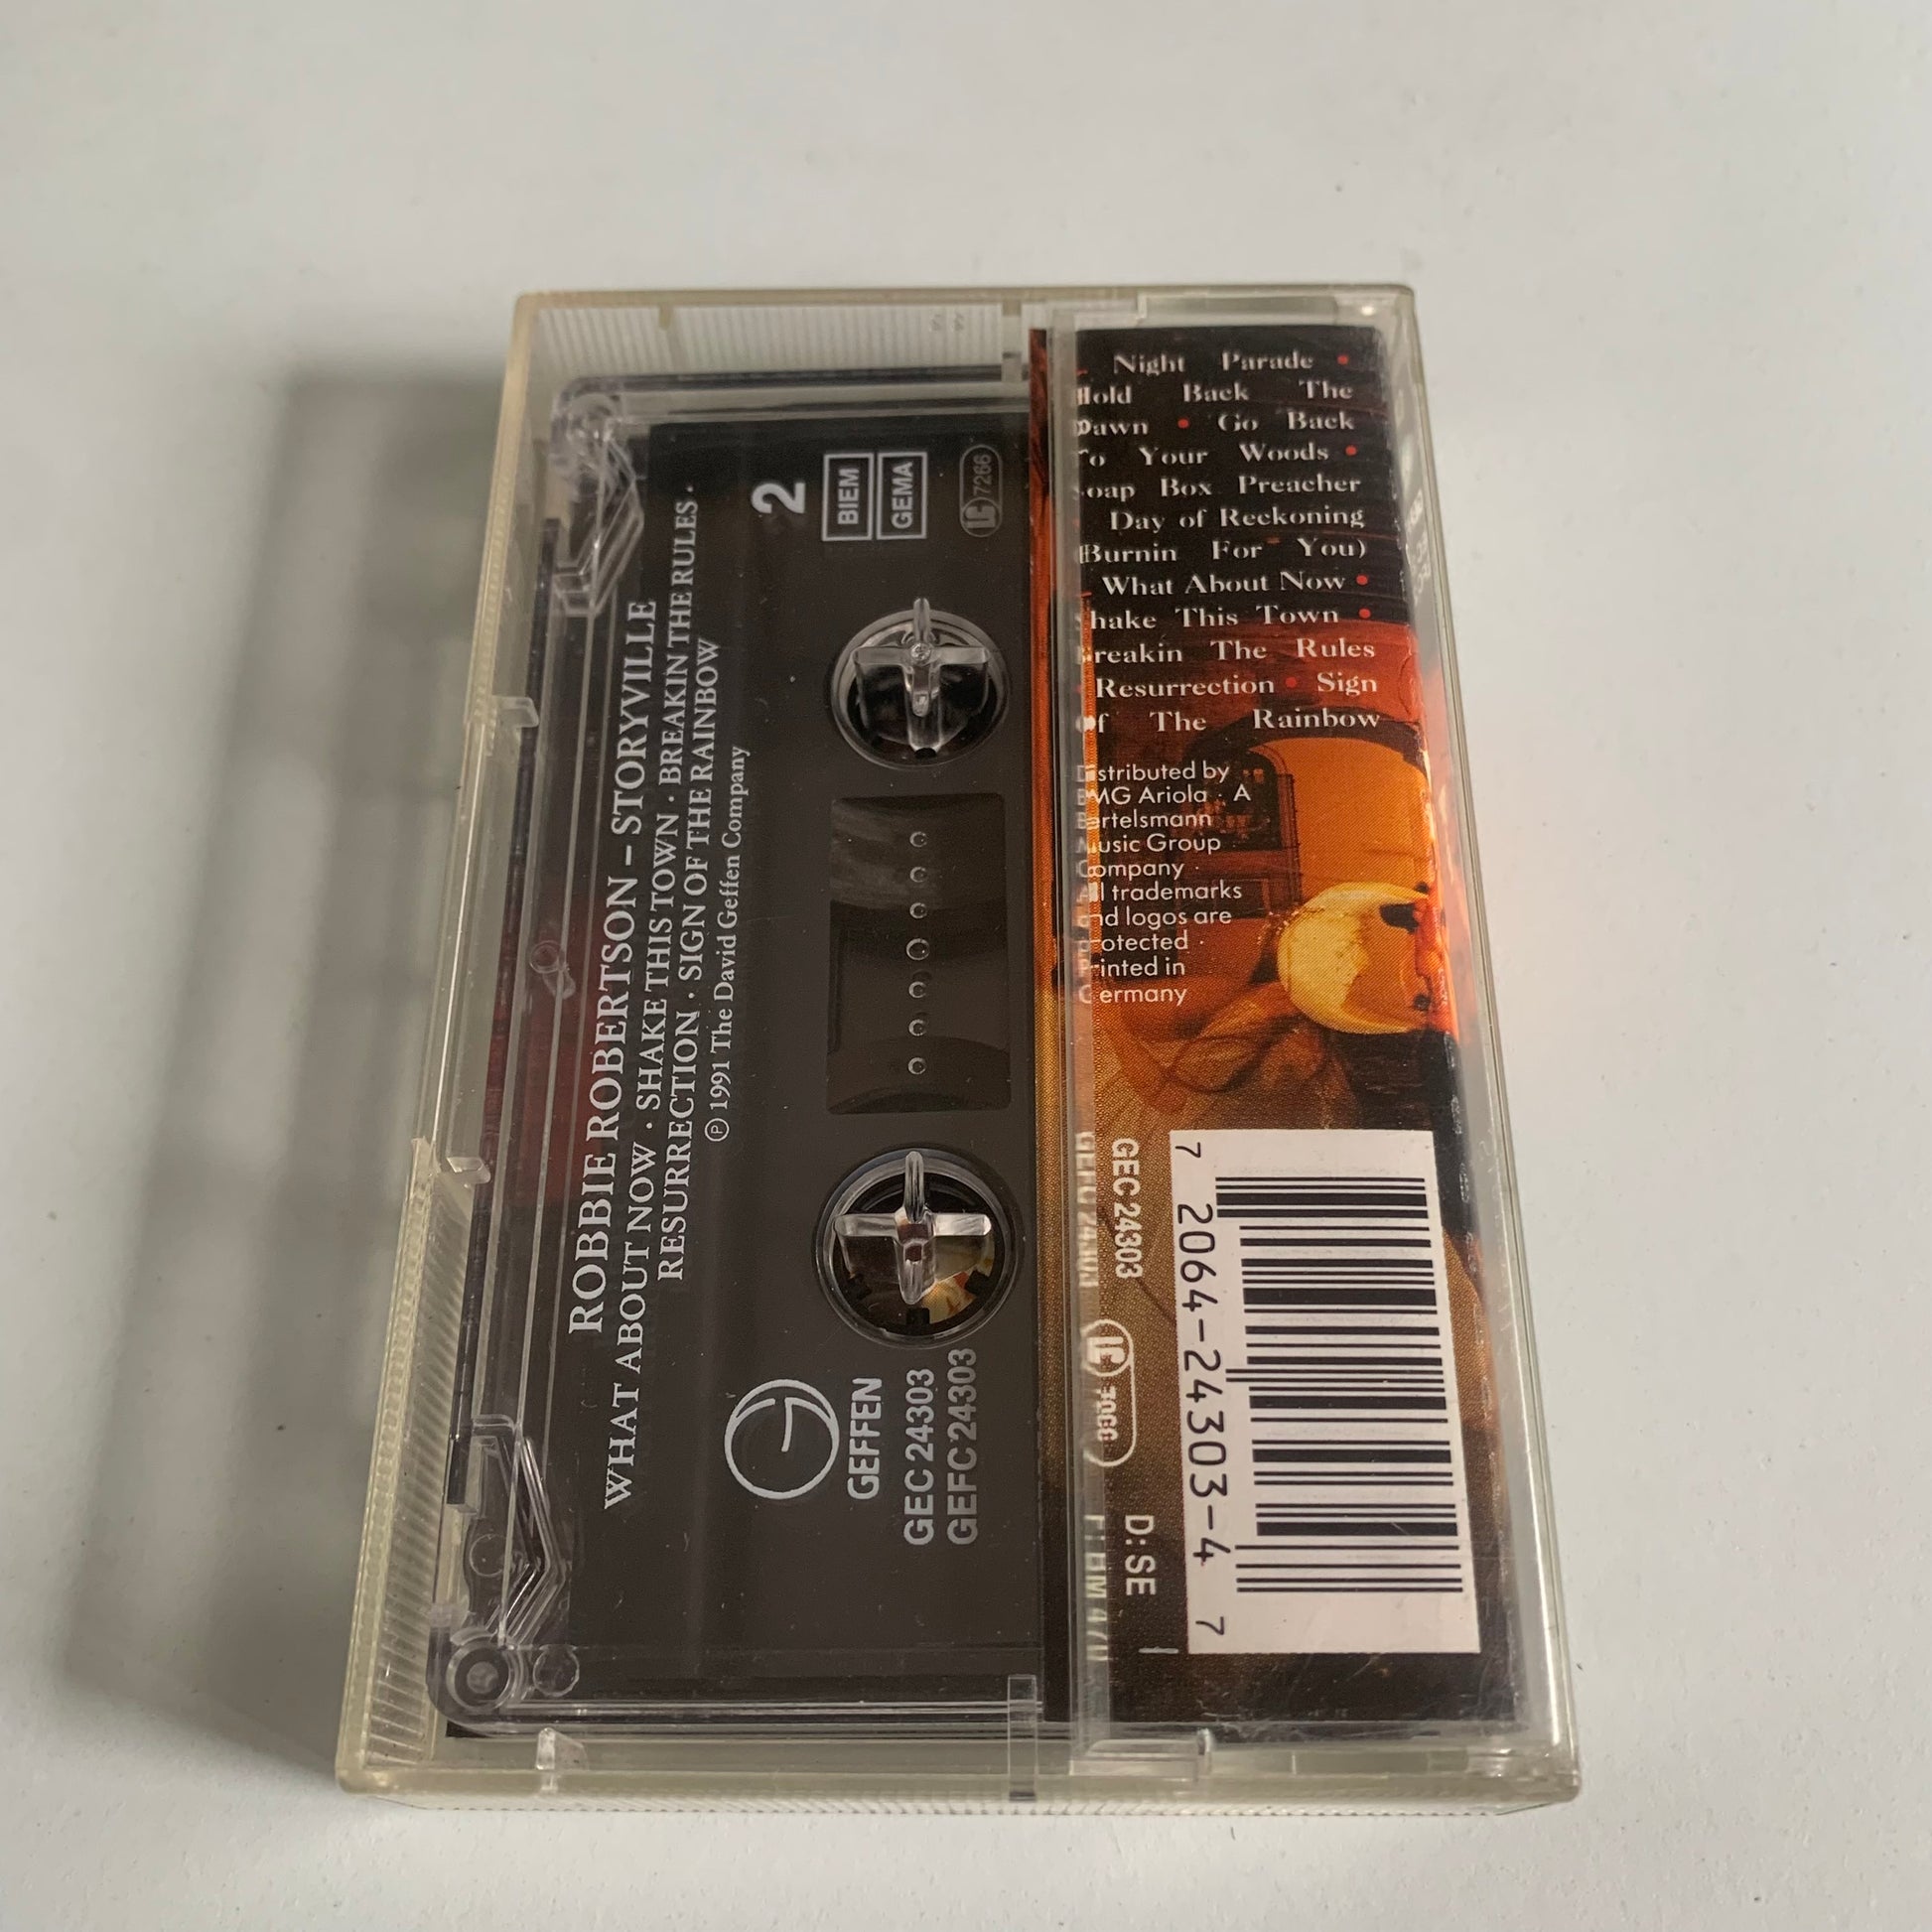 ROBBIE ROBERTSON – STORYVILLE
WHAT ABOUT NOW · SHAKE THIS TOWN · BREAKIN THE RULES ·
RESURRECTION · SIGN OF THE RAINBOW
℗ 1991 The David Geffen Company
2
BIEM
GEMA
LC 7266
GEFFEN
GEC 24303
GEFC 24303
Night Parade •
Hold Back The
Dawn • Go Back
To Your Woods •
Soap Box Preacher
• Day of Reckoning
(Burnin For You)
What About Now •
Shake This Town •
Breakin The Rules
• Resurrection • Sign
Of The Rainbow
Distributed by
BMG Ariola · A
Bertelsmann
Music Group
Company ·
All trademarks
and logos are
protected ·
Printed in
Germany
GEC 24303
LC
D: SE
7 2064-24303-4 7